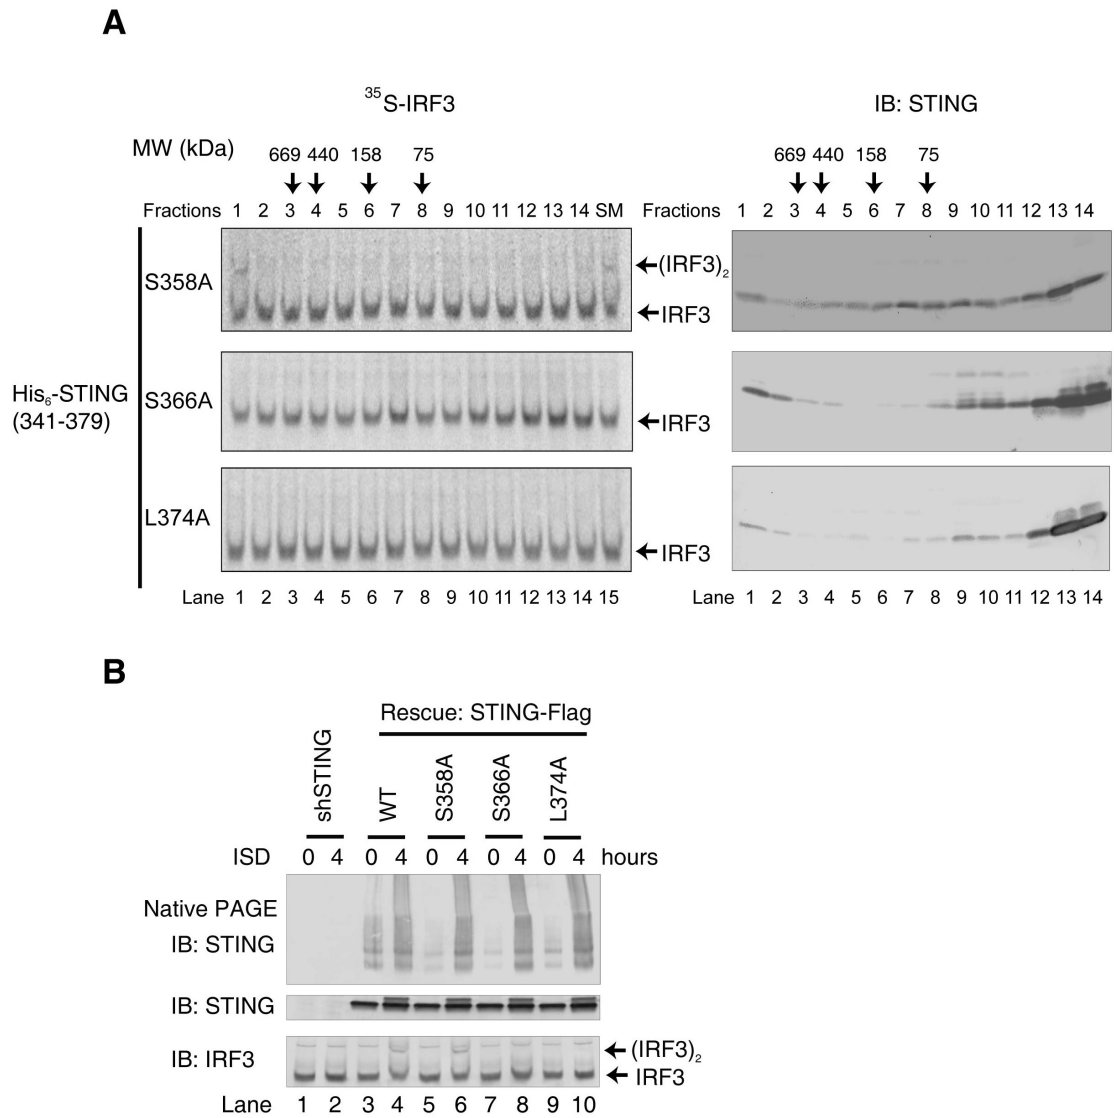 A
35S-IRF3 IB: STING
MW (kDa) 669 440 158 75 669 440 158 75
Fractions 1 2 3 4 5 6 7 8 9 10 11 12 13 14 SM Fractions 1 2 3 4 5 6 7 8 9 10 11 12 13 14
S358A (IRF3)2
IRF3
His6-STING
(341-379)
S366A IRF3
L374A IRF3
Lane 1 2 3 4 5 6 7 8 9 10 11 12 13 14 15 Lane 1 2 3 4 5 6 7 8 9 10 11 12 13 14
B
Rescue: STING-Flag
shSTING WT S358A S366A L374A
ISD 0 4 0 4 0 4 0 4 0 4 hours
Native PAGE
IB: STING
IB: STING
IB: IRF3 (IRF3)2
IRF3
Lane 1 2 3 4 5 6 7 8 9 10